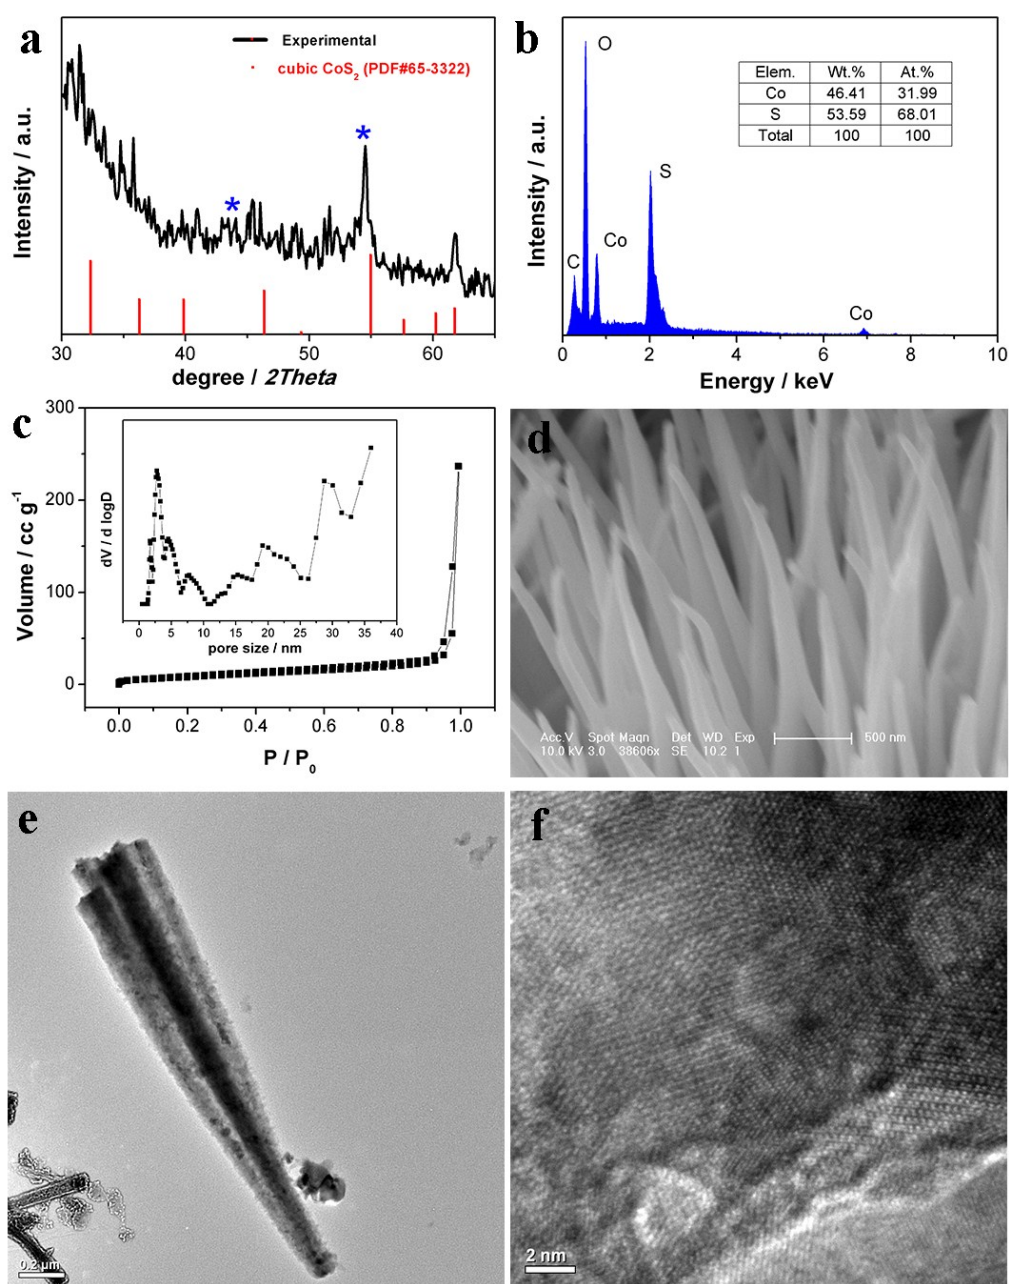 a
Experimental
cubic CoS2 (PDF#65-3322)
*
*
Intensity / a.u.
30 40 50 60
degree / 2Theta
b
O
S
C
Co
Co
Elem. Wt.% At.%
Co 46.41 31.99
S 53.59 68.01
Total 100 100
Intensity / a.u.
0 2 4 6 8 10
Energy / keV
c
300
200
100
0
Volume / cc g-1
dV / d logD
0 5 10 15 20 25 30 35 40
pore size / nm
0.0 0.2 0.4 0.6 0.8 1.0
P / P0
d
Acc.V Spot Magn Det WD Exp
10.0 kV 3.0 38606x SE 10.2 1
500 nm
e
0.2 µm
f
2 nm